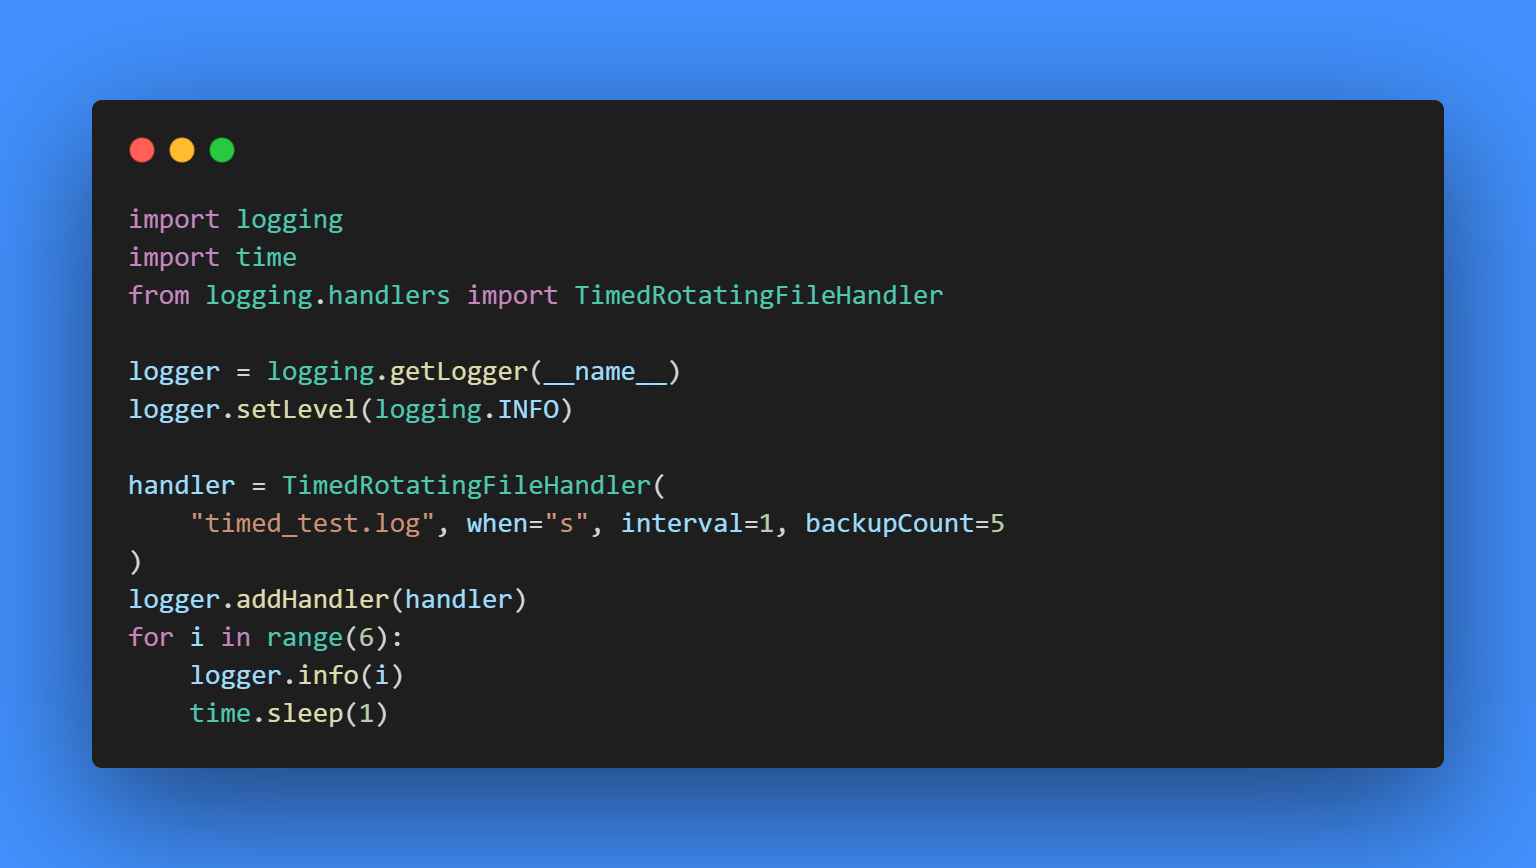 import logging
import time
from logging.handlers import TimedRotatingFileHandler

logger = logging.getLogger(__name__)
logger.setLevel(logging.INFO)

handler = TimedRotatingFileHandler(
    "timed_test.log", when="s", interval=1, backupCount=5
)
logger.addHandler(handler)
for i in range(6):
    logger.info(i)
    time.sleep(1)